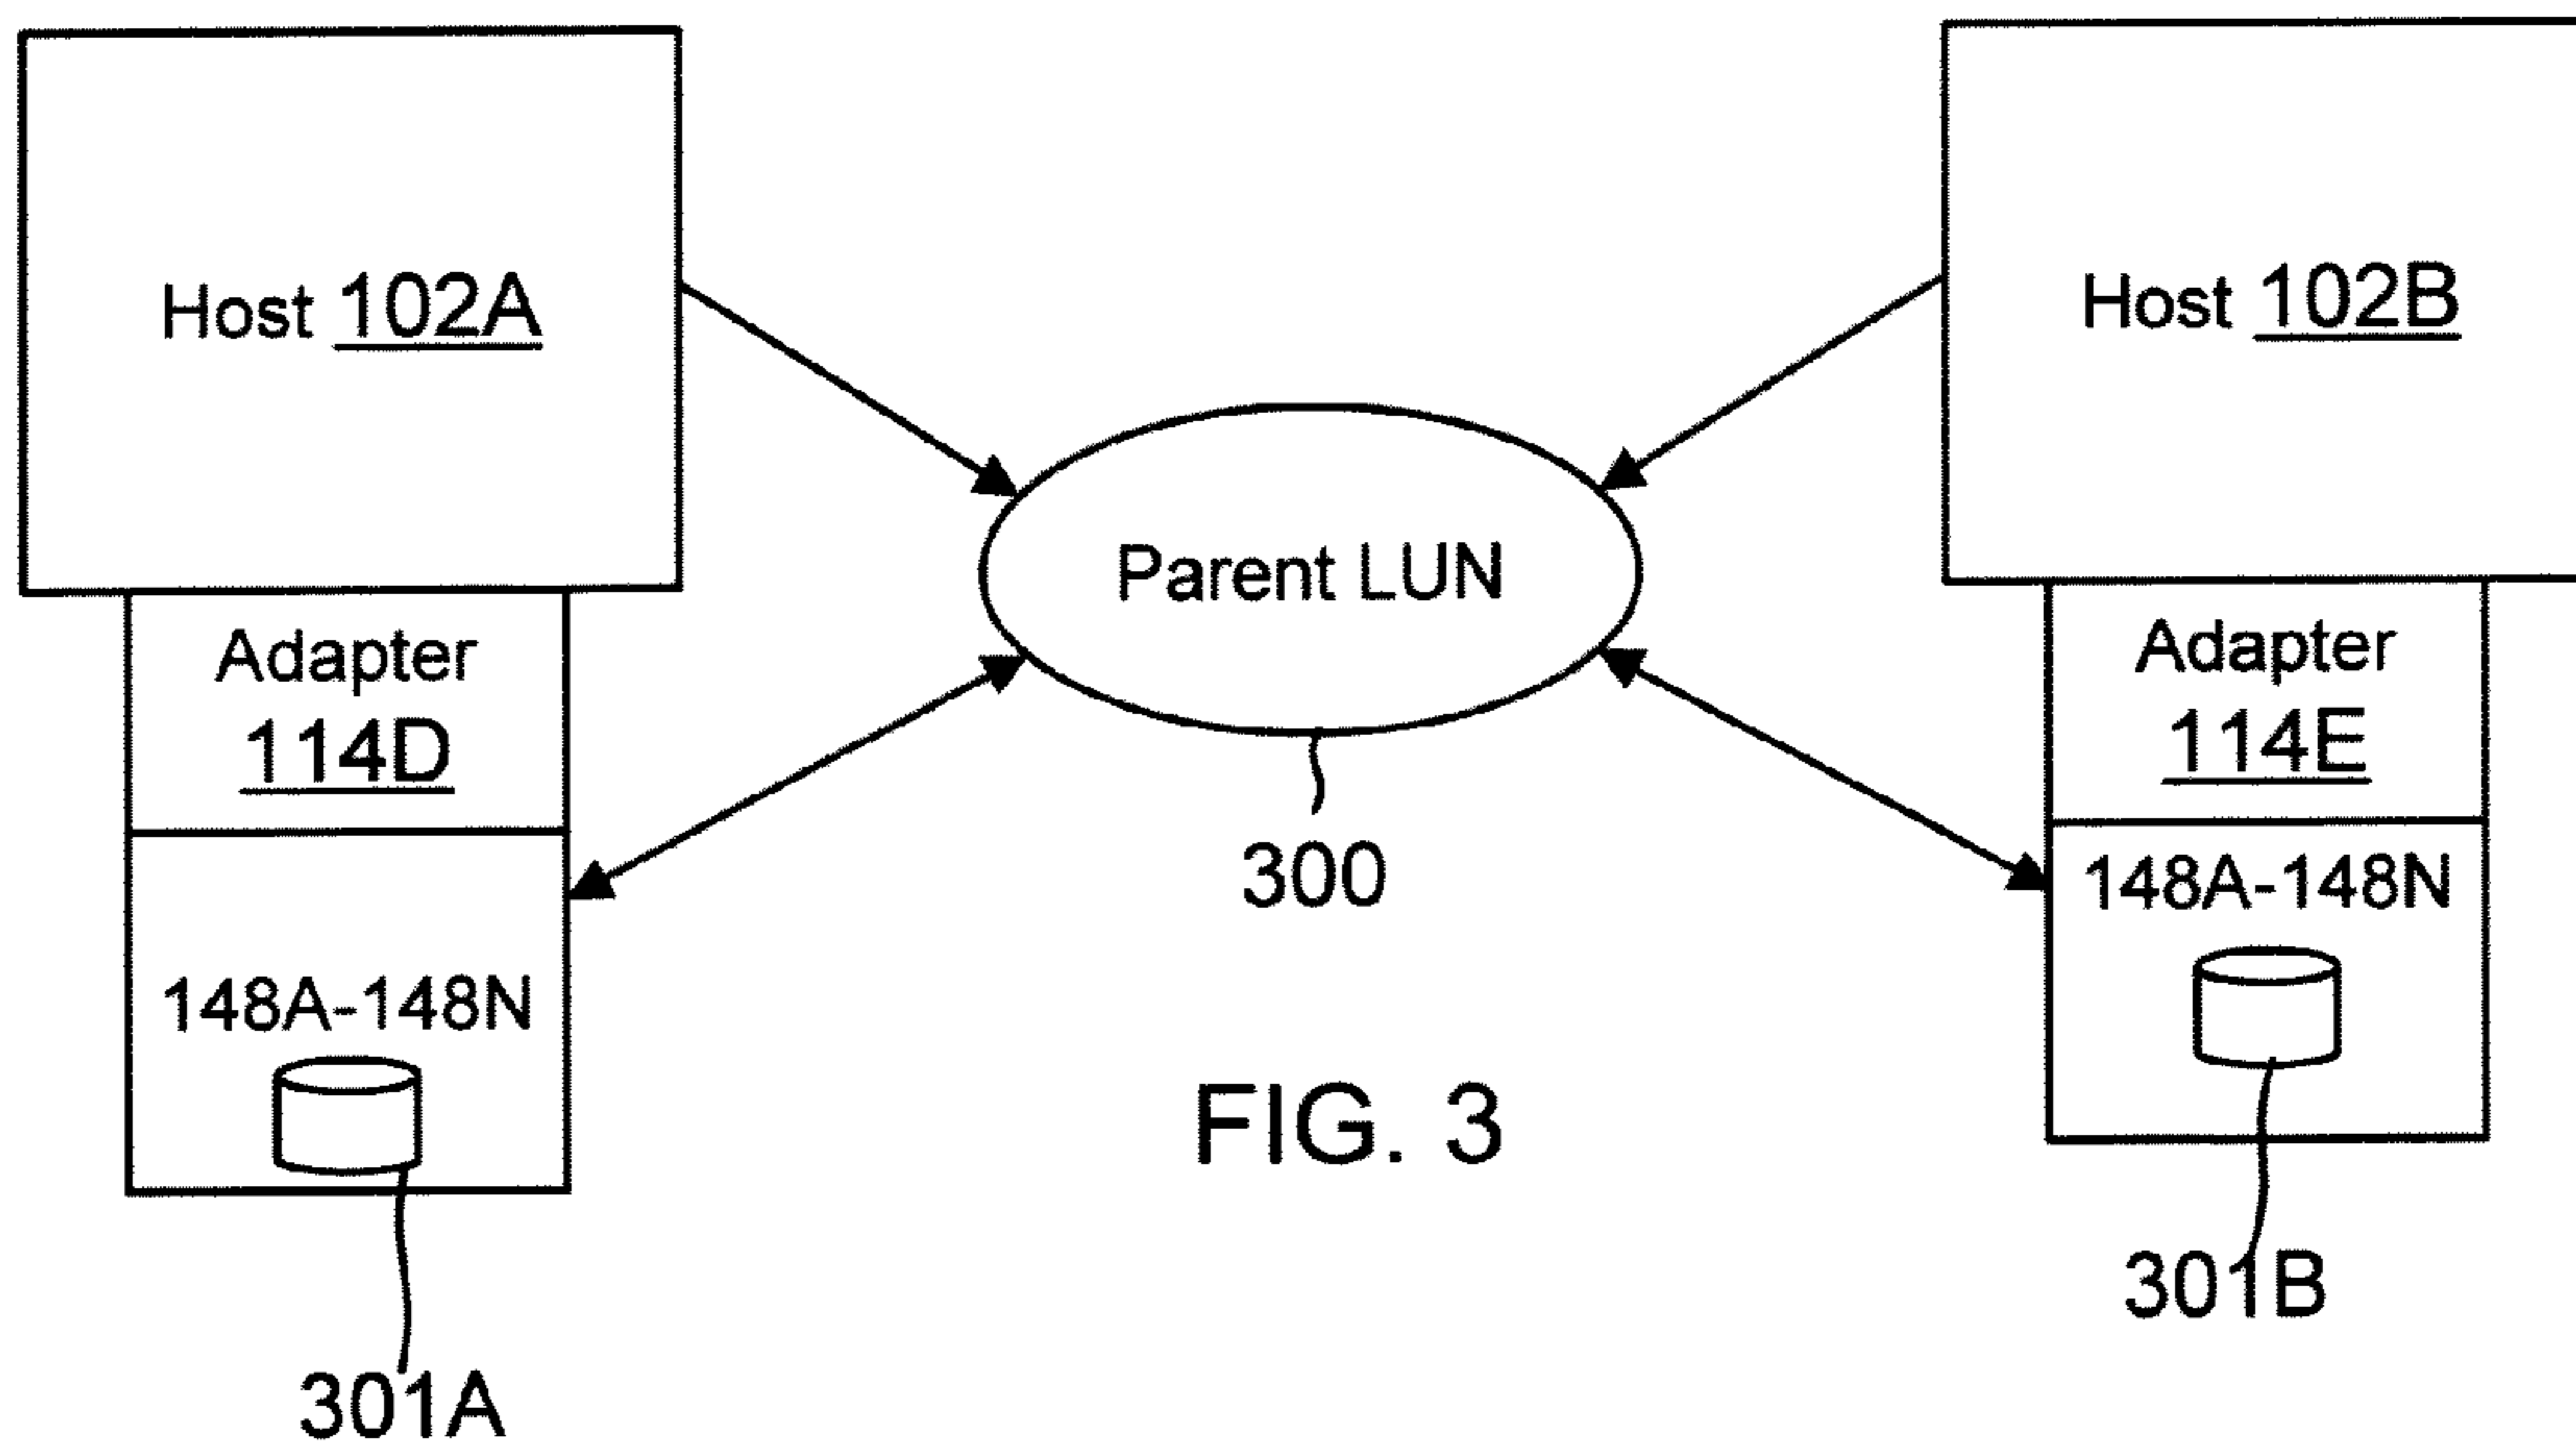 Host 102A
Host 102B
Parent LUN
Adapter
114D
Adapter
114E
300
148A-148N
148A-148N
FIG. 3
301A
301B